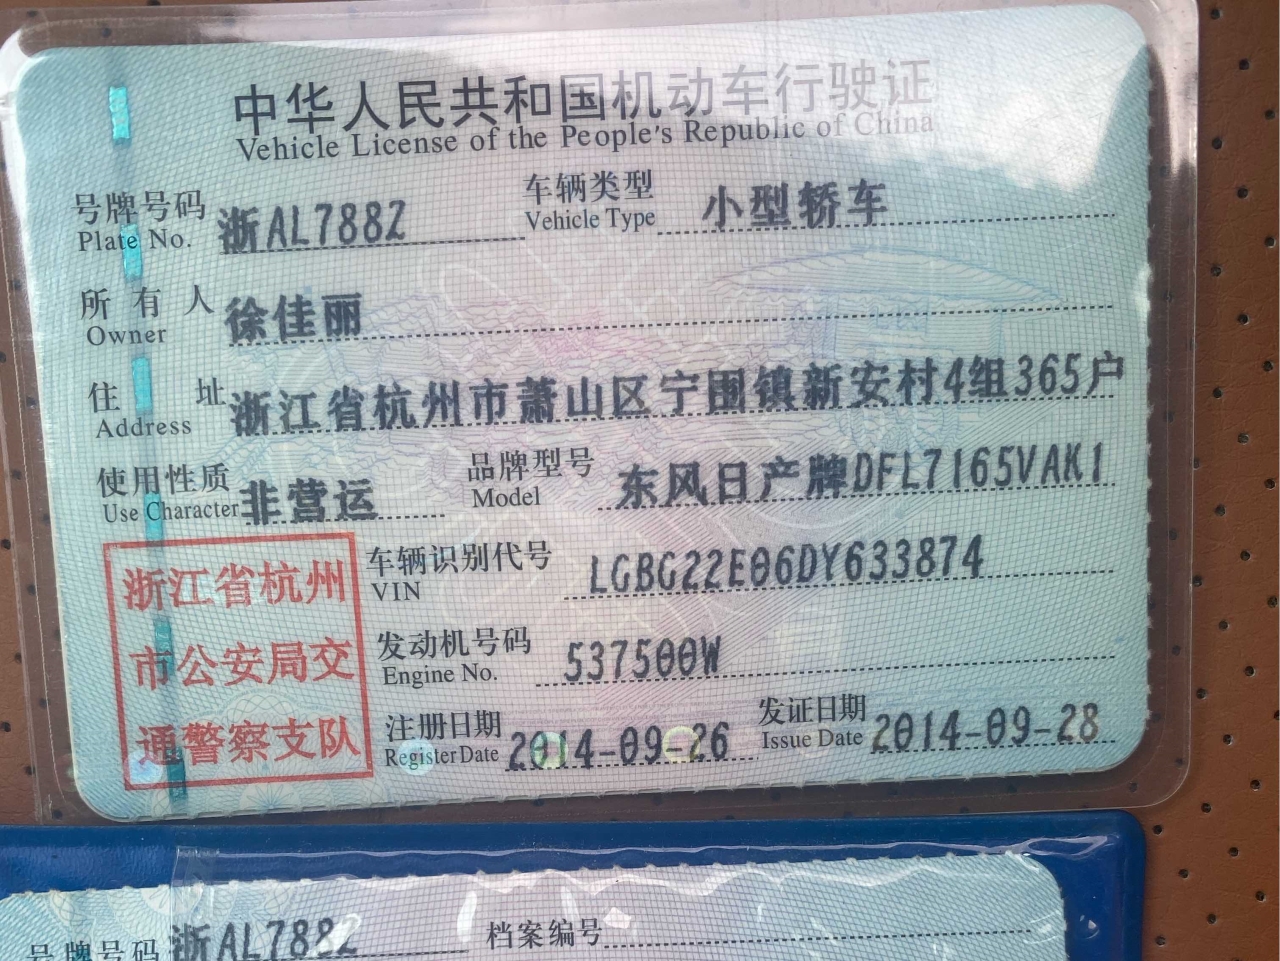 中华人民共和国机动车行驶证
Vehicle License of the People's Republic of China
号牌号码 浙AL7882 车辆类型 小型轿车
Plate No. Vehicle Type
所有人 徐佳丽
Owner
住址 浙江省杭州市萧山区宁围镇新安村4组365户
Address
使用性质 非营运 品牌型号 东风日产牌DFL7165VAK1
Use Character Model
浙江省杭州
市公安局交
通警察支队
车辆识别代号 LGBG22E06DY633874
VIN
发动机号码 537500W
Engine No.
注册日期 2014-09-26 发证日期 2014-09-28
Register Date Issue Date
号牌号码 浙AL7882 档案编号